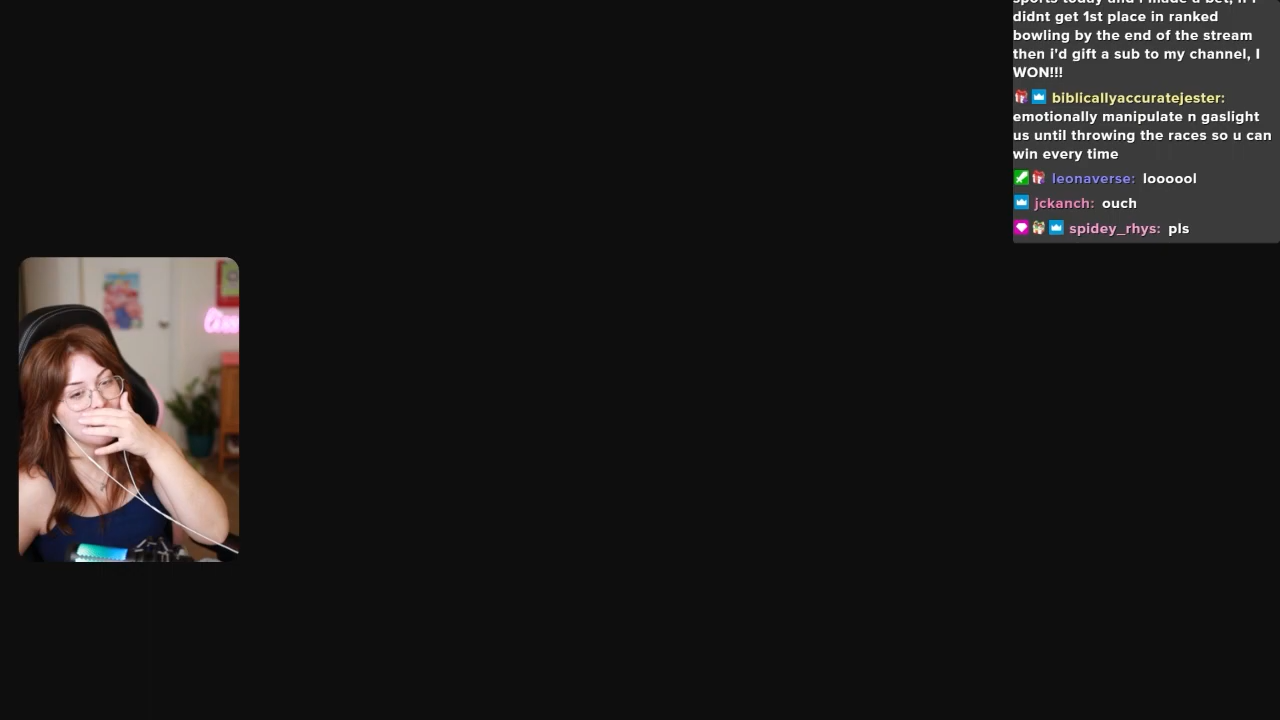 didnt get 1st place in ranked
bowling by the end of the stream
then i'd gift a sub to my channel, I
WON!!!
biblicallyaccuratejester:
emotionally manipulate n gaslight
us until throwing the races so u can
win every time
leonaverse: loooool
jckanch: ouch
spidey_rhys: pls